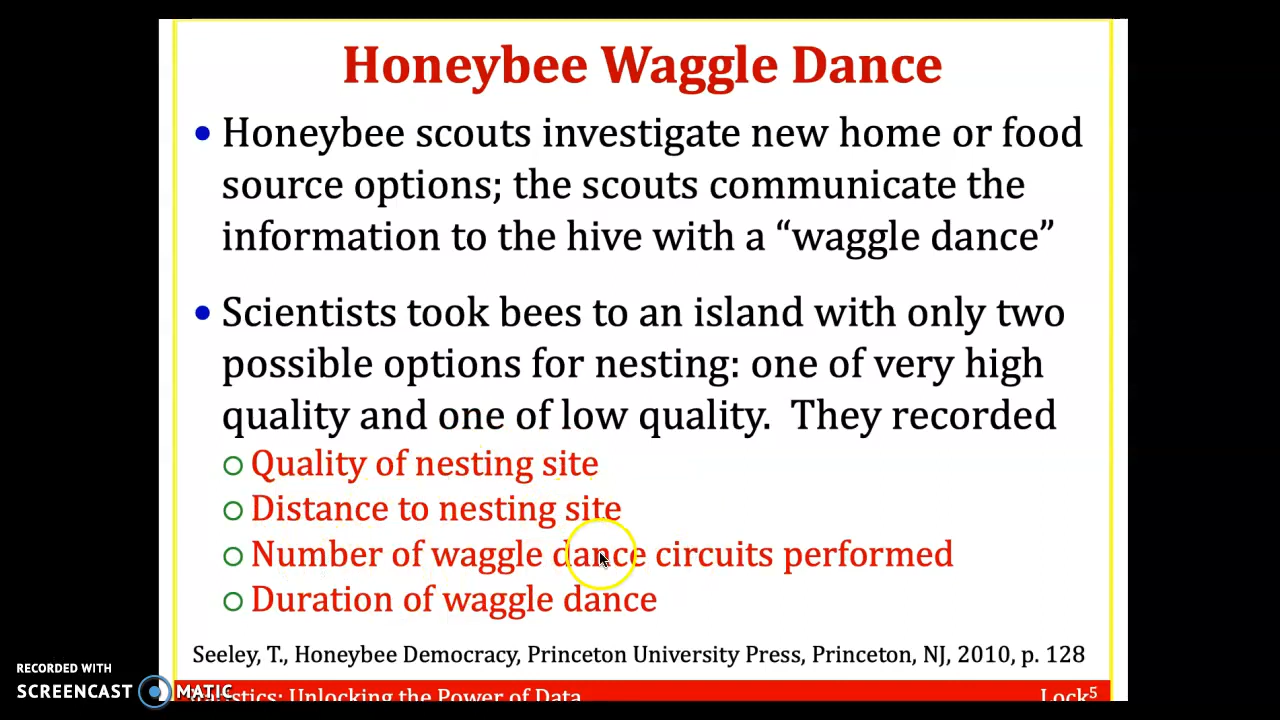 Honeybee Waggle Dance
• Honeybee scouts investigate new home or food
source options; the scouts communicate the
information to the hive with a “waggle dance”
• Scientists took bees to an island with only two
possible options for nesting: one of very high
quality and one of low quality.  They recorded
○ Quality of nesting site
○ Distance to nesting site
○ Number of waggle dance circuits performed
○ Duration of waggle dance
Seeley, T., Honeybee Democracy, Princeton University Press, Princeton, NJ, 2010, p. 128
RECORDED WITH
SCREENCAST MATIC
Unlocking the Power of Data Lock5